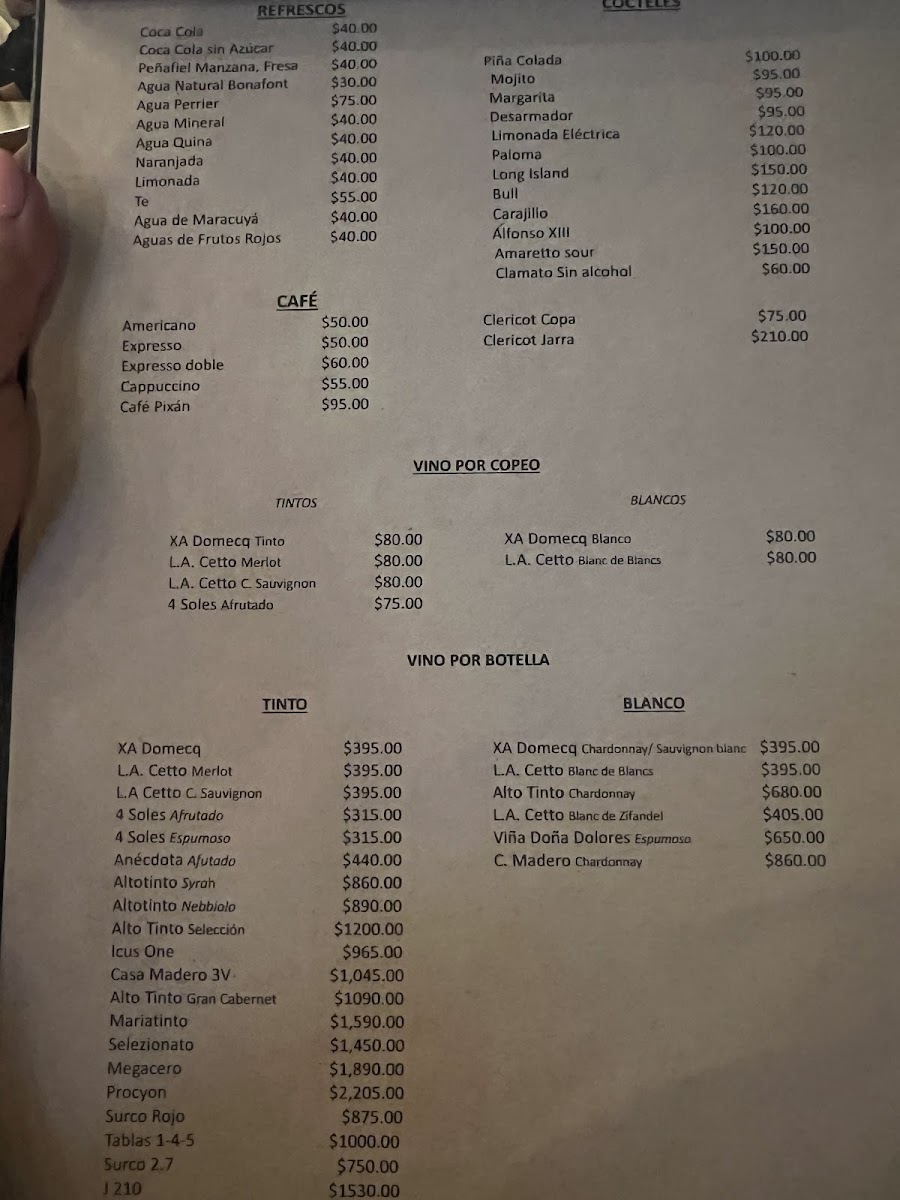 REFRESCOS
Coca Cola $40.00
Coca Cola sin Azúcar $40.00
Peñafiel Manzana, Fresa $40.00
Agua Natural Bonafont $30.00
Agua Perrier $75.00
Agua Mineral $40.00
Agua Quina $40.00
Naranjada $40.00
Limonada $40.00
Te $55.00
Agua de Maracuyá $40.00
Aguas de Frutos Rojos $40.00
CAFÉ
Americano $50.00
Expresso $50.00
Expresso doble $60.00
Cappuccino $55.00
Café Pixán $95.00
COCTELES
Piña Colada $100.00
Mojito $95.00
Margarita $95.00
Desarmador $95.00
Limonada Eléctrica $120.00
Paloma $100.00
Long Island $150.00
Bull $120.00
Carajillo $160.00
Álfonso XIII $100.00
Amaretto sour $150.00
Clamato Sin alcohol $60.00
Clericot Copa $75.00
Clericot Jarra $210.00
VINO POR COPEO
TINTOS
XA Domecq Tinto $80.00
L.A. Cetto Merlot $80.00
L.A. Cetto C. Sauvignon $80.00
4 Soles Afrutado $75.00
BLANCOS
XA Domecq Blanco $80.00
L.A. Cetto Blanc de Blancs $80.00
VINO POR BOTELLA
TINTO
XA Domecq $395.00
L.A. Cetto Merlot $395.00
L.A Cetto C. Sauvignon $395.00
4 Soles Afrutado $315.00
4 Soles Espumoso $315.00
Anécdota Afutado $440.00
Altotinto Syrah $860.00
Altotinto Nebbiolo $890.00
Alto Tinto Selección $1200.00
Icus One $965.00
Casa Madero 3V $1,045.00
Alto Tinto Gran Cabernet $1090.00
Mariatinto $1,590.00
Selezionato $1,450.00
Megacero $1,890.00
Procyon $2,205.00
Surco Rojo $875.00
Tablas 1-4-5 $1000.00
Surco 2.7 $750.00
J 210 $1530.00
BLANCO
XA Domecq Chardonnay/ Sauvignon blanc $395.00
L.A. Cetto Blanc de Blancs $395.00
Alto Tinto Chardonnay $680.00
L.A. Cetto Blanc de Zifandel $405.00
Viña Doña Dolores Espumoso $650.00
C. Madero Chardonnay $860.00